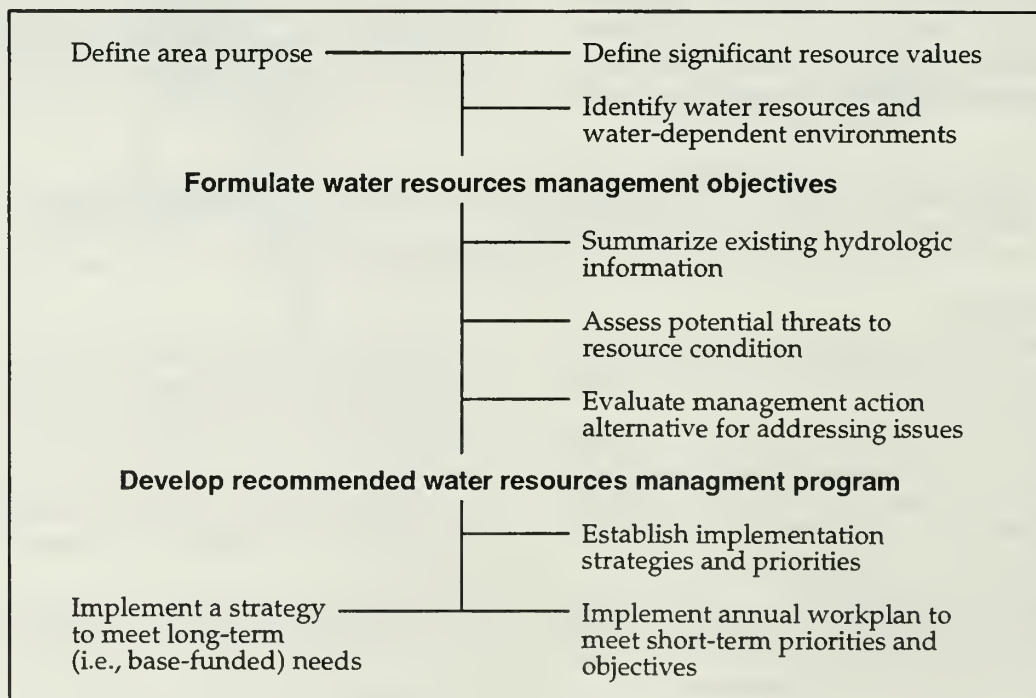 Define area purpose
Define significant resource values
Identify water resources and
water-dependent environments
Formulate water resources management objectives
Summarize existing hydrologic
information
Assess potential threats to
resource condition
Evaluate management action
alternative for addressing issues
Develop recommended water resources managment program
Establish implementation
strategies and priorities
Implement a strategy
to meet long-term
(i.e., base-funded) needs
Implement annual workplan to
meet short-term priorities and
objectives